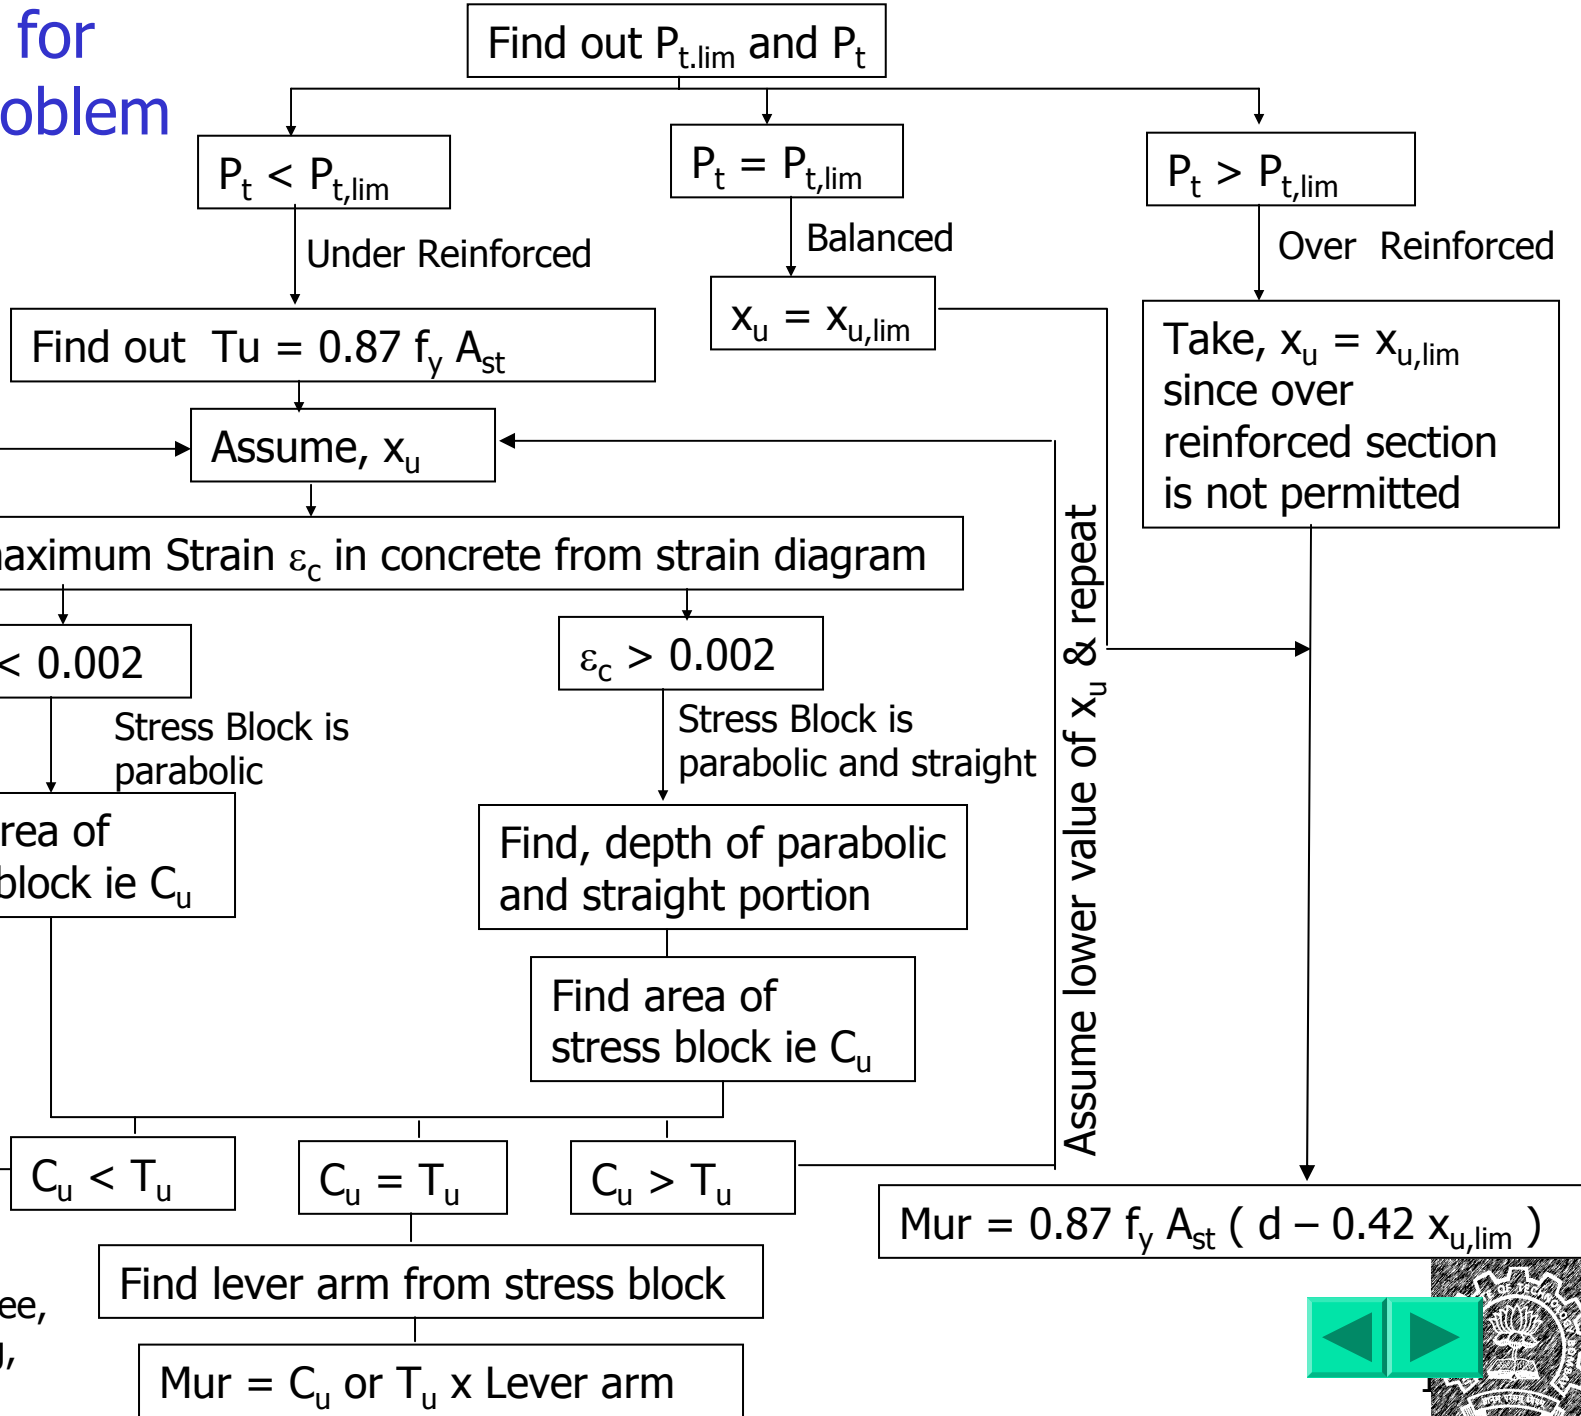 for
oblem
Find out Pt.lim and Pt
Pt < Pt,lim
Pt = Pt,lim
Pt > Pt,lim
Under Reinforced
Balanced
Over Reinforced
Find out Tu = 0.87 fy Ast
xu = xu,lim
Take, xu = xu,lim
since over
reinforced section
is not permitted
Assume, xu
aximum Strain εc in concrete from strain diagram
< 0.002
εc > 0.002
Stress Block is
parabolic
Stress Block is
parabolic and straight
rea of
block ie Cu
Find, depth of parabolic
and straight portion
Find area of
stress block ie Cu
Assume lower value of xu & repeat
Cu < Tu
Cu = Tu
Cu > Tu
Mur = 0.87 fy Ast ( d – 0.42 xu,lim )
Find lever arm from stress block
ee,
Mur = Cu or Tu x Lever arm